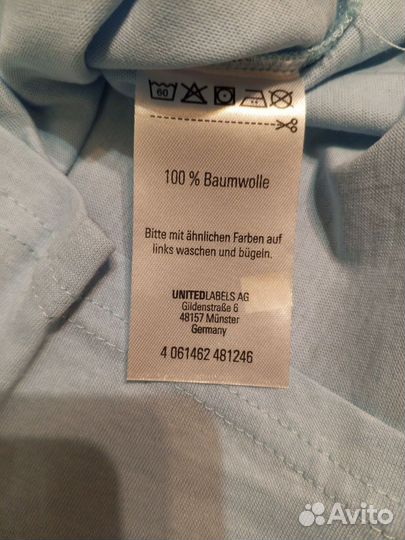 60
100 % Baumwolle
Bitte mit ähnlichen Farben auf
links waschen und bügeln.
UNITEDLABELS AG
Gildenstraße 6
48157 Münster
Germany
4 061462 481246
Avito